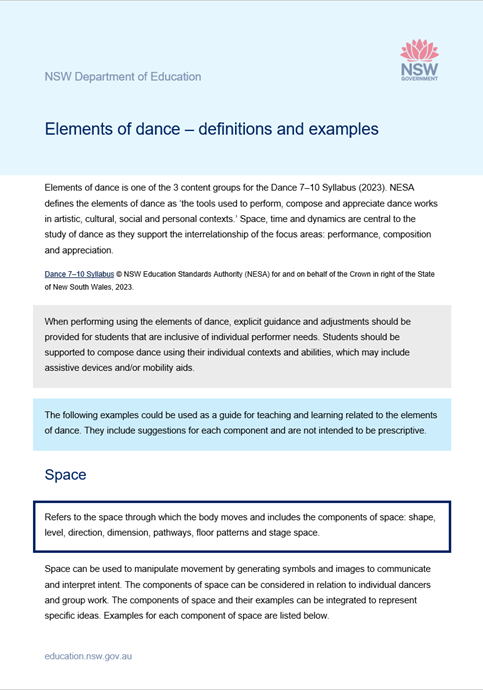 NSW Department of Education
NSW
GOVERNMENT
Elements of dance – definitions and examples
Elements of dance is one of the 3 content groups for the Dance 7–10 Syllabus (2023). NESA
defines the elements of dance as ‘the tools used to perform, compose and appreciate dance works
in artistic, cultural, social and personal contexts.’ Space, time and dynamics are central to the
study of dance as they support the interrelationship of the focus areas: performance, composition
and appreciation.
Dance 7–10 Syllabus © NSW Education Standards Authority (NESA) for and on behalf of the Crown in right of the State
of New South Wales, 2023.
When performing using the elements of dance, explicit guidance and adjustments should be
provided for students that are inclusive of individual performer needs. Students should be
supported to compose dance using their individual contexts and abilities, which may include
assistive devices and/or mobility aids.
The following examples could be used as a guide for teaching and learning related to the elements
of dance. They include suggestions for each component and are not intended to be prescriptive.
Space
Refers to the space through which the body moves and includes the components of space: shape,
level, direction, dimension, pathways, floor patterns and stage space.
Space can be used to manipulate movement by generating symbols and images to communicate
and interpret intent. The components of space can be considered in relation to individual dancers
and group work. The components of space and their examples can be integrated to represent
specific ideas. Examples for each component of space are listed below.
education.nsw.gov.au